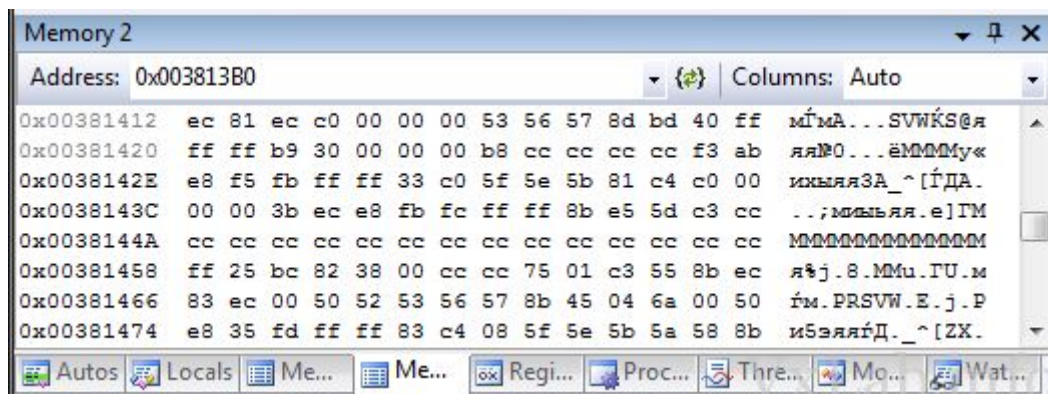 Memory 2
Address: 0x003813B0 Columns: Auto
0x00381412 ec 81 ec c0 00 00 00 53 56 57 8d bd 40 ff мЃмА...SVWЌЅ@я
0x00381420 ff ff b9 30 00 00 00 b8 cc cc cc cc f3 ab яя№0...ёММММу«
0x0038142E e8 f5 fb ff ff 33 c0 5f 5e 5b 81 c4 c0 00 ихыяя3А_^[ЃДА.
0x0038143C 00 00 3b ec e8 fb fc ff ff 8b e5 5d c3 cc ..;миыьяя.е]ГМ
0x0038144A cc cc cc cc cc cc cc cc cc cc cc cc cc cc ММММММММММММММ
0x00381458 ff 25 bc 82 38 00 cc cc 75 01 c3 55 8b ec я%ј.8.ММu.ГU.м
0x00381466 83 ec 00 50 52 53 56 57 8b 45 04 6a 00 50 ѓм.PRSVW.E.j.P
0x00381474 e8 35 fd ff ff 83 c4 08 5f 5e 5b 5a 58 8b и5эяяѓД._^[ZX.
Autos Locals Me... Me... Regi... Proc... Thre... Mo... Wat...